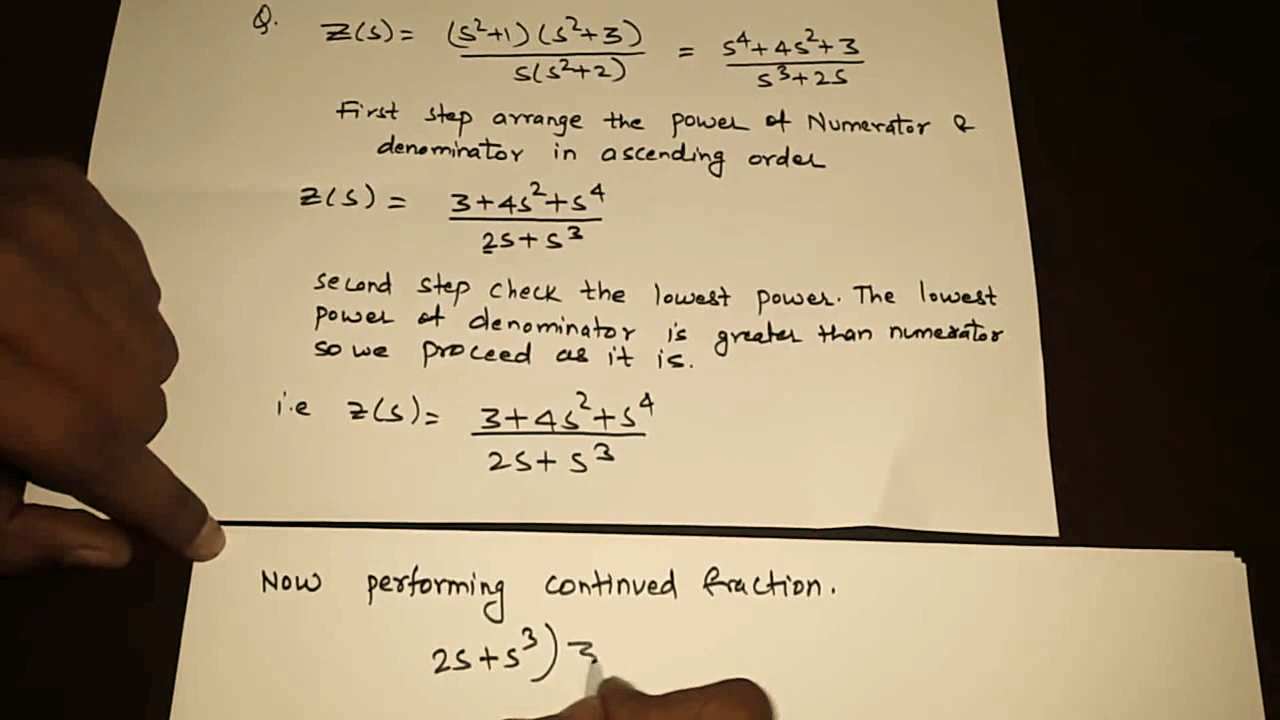 Q. Z(s) = (s²+1)(s²+3) / s(s²+2) = s⁴+4s²+3 / s³+2s
First step arrange the power of Numerator &
denominator in ascending order
Z(s) = 3+4s²+s⁴ / 2s+s³
second step check the lowest power. The lowest
power of denominator is greater than numerator
so we proceed as it is.
i.e Z(s) = 3+4s²+s⁴ / 2s+s³
Now performing continued fraction.
2s+s³) 3